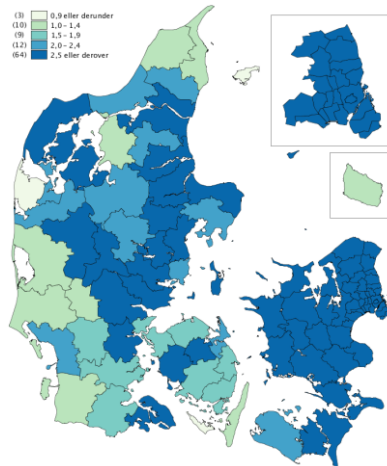 (3) 0,9 eller derunder
(10) 1,0 - 1,4
(9) 1,5 - 1,9
(12) 2,0 - 2,4
(64) 2,5 eller derover